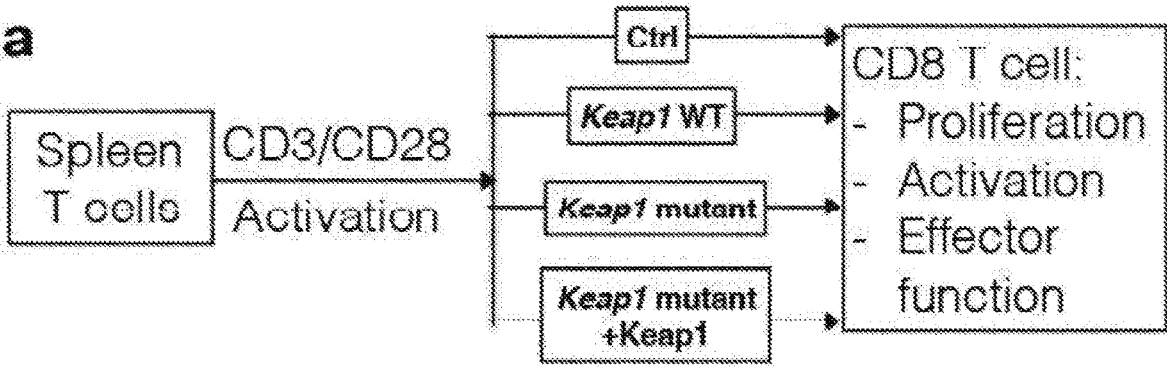 a
Spleen
T cells
CD3/CD28
Activation
Ctrl
Keap1 WT
Keap1 mutant
Keap1 mutant
+Keap1
CD8 T cell:
- Proliferation
- Activation
- Effector
function